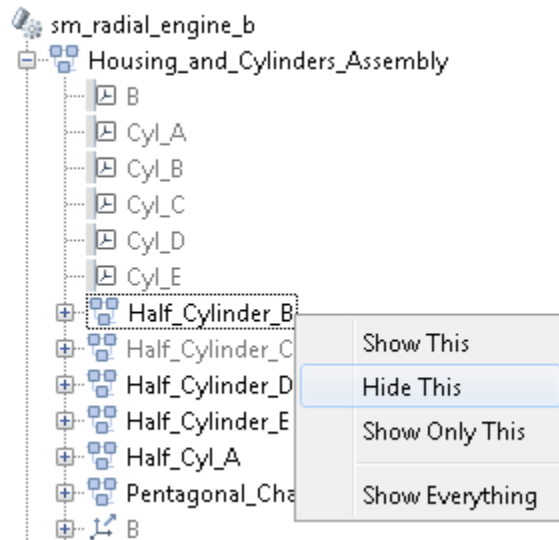 sm_radial_engine_b
Housing_and_Cylinders_Assembly
B
Cyl_A
Cyl_B
Cyl_C
Cyl_D
Cyl_E
Half_Cylinder_B
Half_Cylinder_C
Half_Cylinder_D
Half_Cylinder_E
Half_Cyl_A
Pentagonal_Cha
B
Show This
Hide This
Show Only This
Show Everything